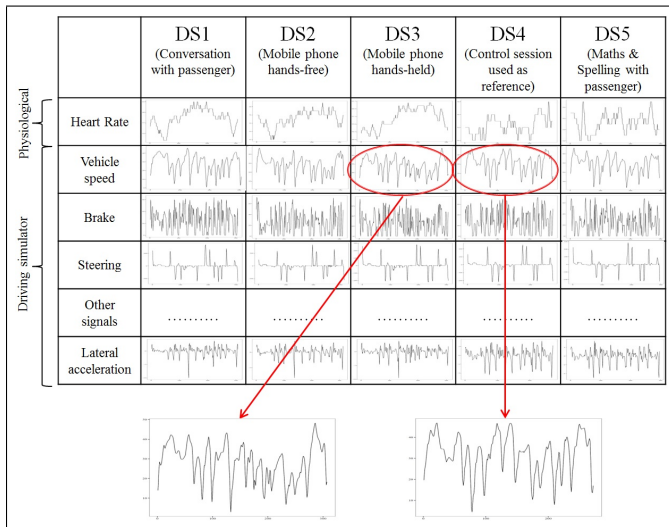 DS1
(Conversation
with passenger)
DS2
(Mobile phone
hands-free)
DS3
(Mobile phone
hands-held)
DS4
(Control session
used as
reference)
DS5
(Maths &
Spelling with
passenger)
Physiological
Heart Rate
Driving simulator
Vehicle
speed
Brake
Steering
Other
signals
.........
.........
.........
.........
.........
Lateral
acceleration